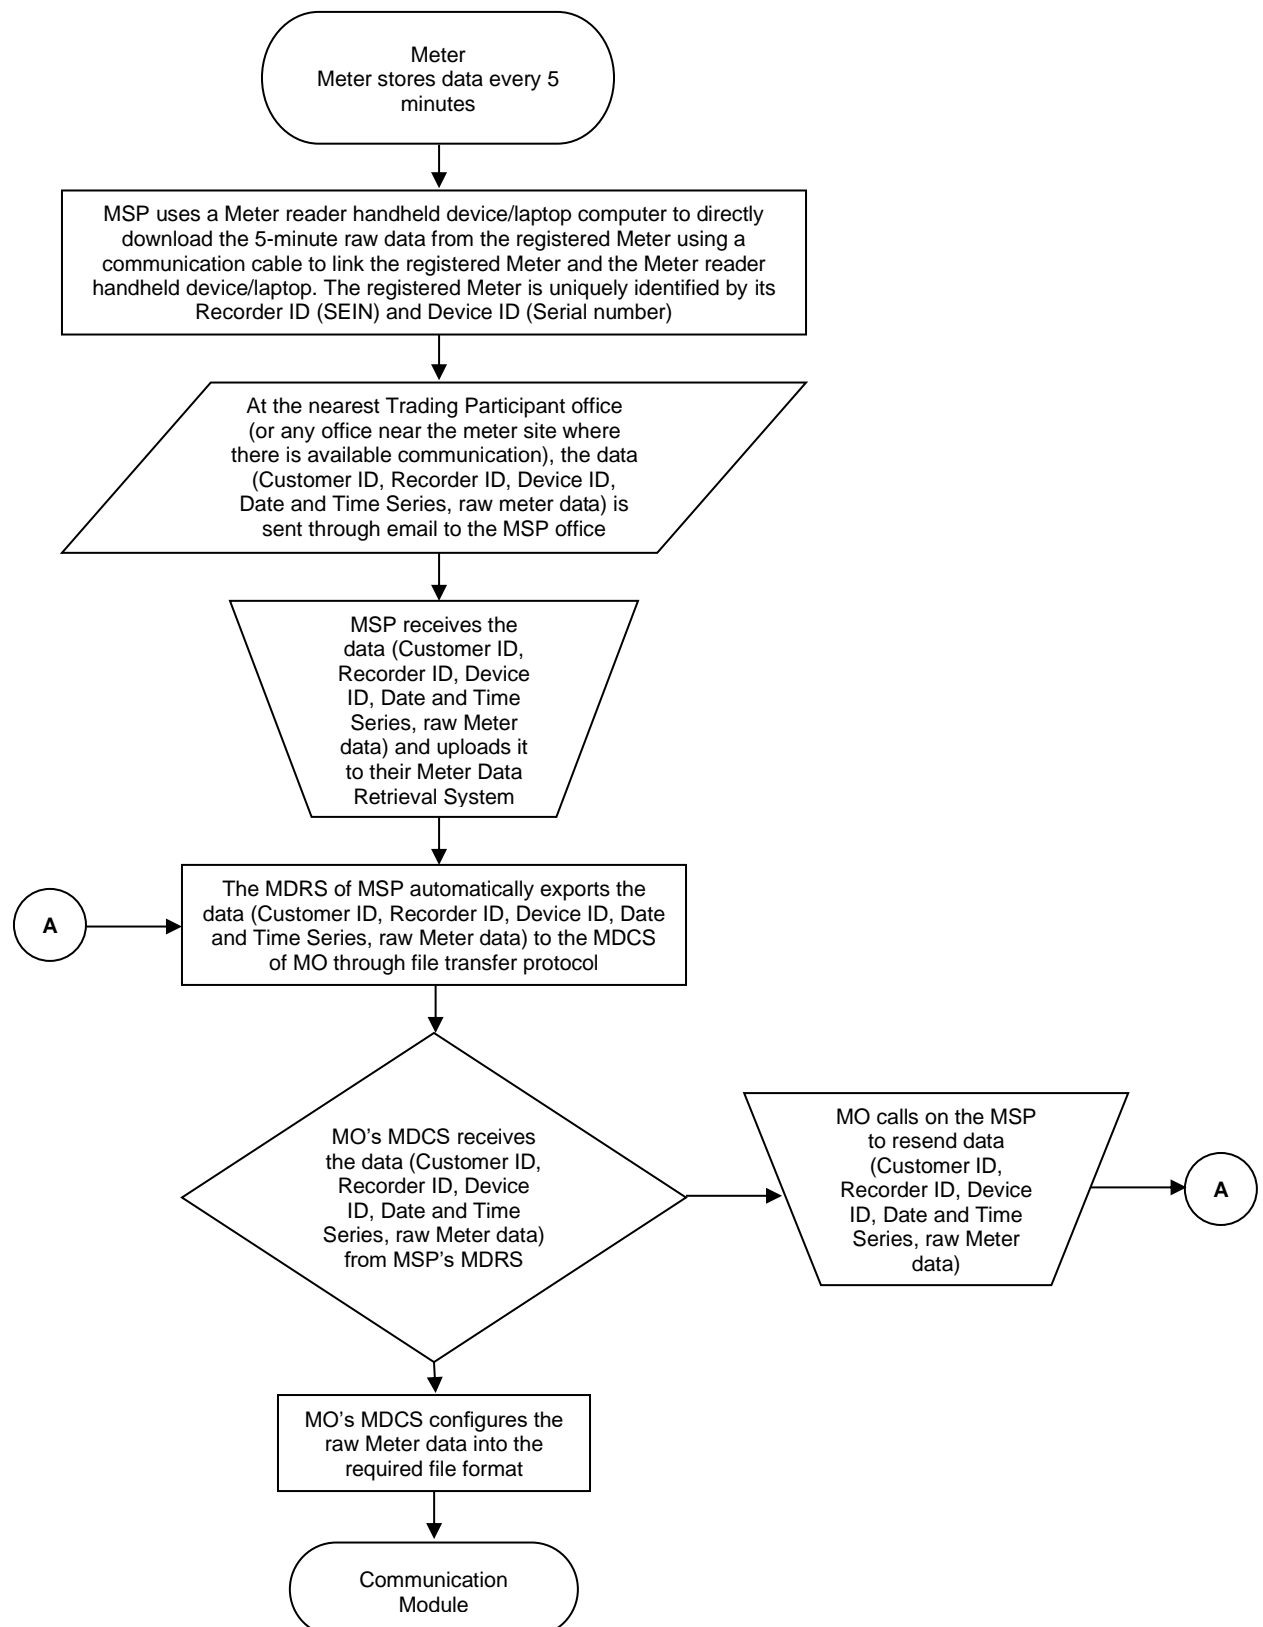 Meter
Meter stores data every 5
minutes
MSP uses a Meter reader handheld device/laptop computer to directly
download the 5-minute raw data from the registered Meter using a
communication cable to link the registered Meter and the Meter reader
handheld device/laptop. The registered Meter is uniquely identified by its
Recorder ID (SEIN) and Device ID (Serial number)
At the nearest Trading Participant office
(or any office near the meter site where
there is available communication), the data
(Customer ID, Recorder ID, Device ID,
Date and Time Series, raw meter data) is
sent through email to the MSP office
MSP receives the
data (Customer ID,
Recorder ID, Device
ID, Date and Time
Series, raw Meter
data) and uploads it
to their Meter Data
Retrieval System
A
The MDRS of MSP automatically exports the
data (Customer ID, Recorder ID, Device ID, Date
and Time Series, raw Meter data) to the MDCS
of MO through file transfer protocol
MO’s MDCS receives
the data (Customer ID,
Recorder ID, Device
ID, Date and Time
Series, raw Meter data)
from MSP’s MDRS
MO calls on the MSP
to resend data
(Customer ID,
Recorder ID, Device
ID, Date and Time
Series, raw Meter
data)
A
MO’s MDCS configures the
raw Meter data into the
required file format
Communication
Module